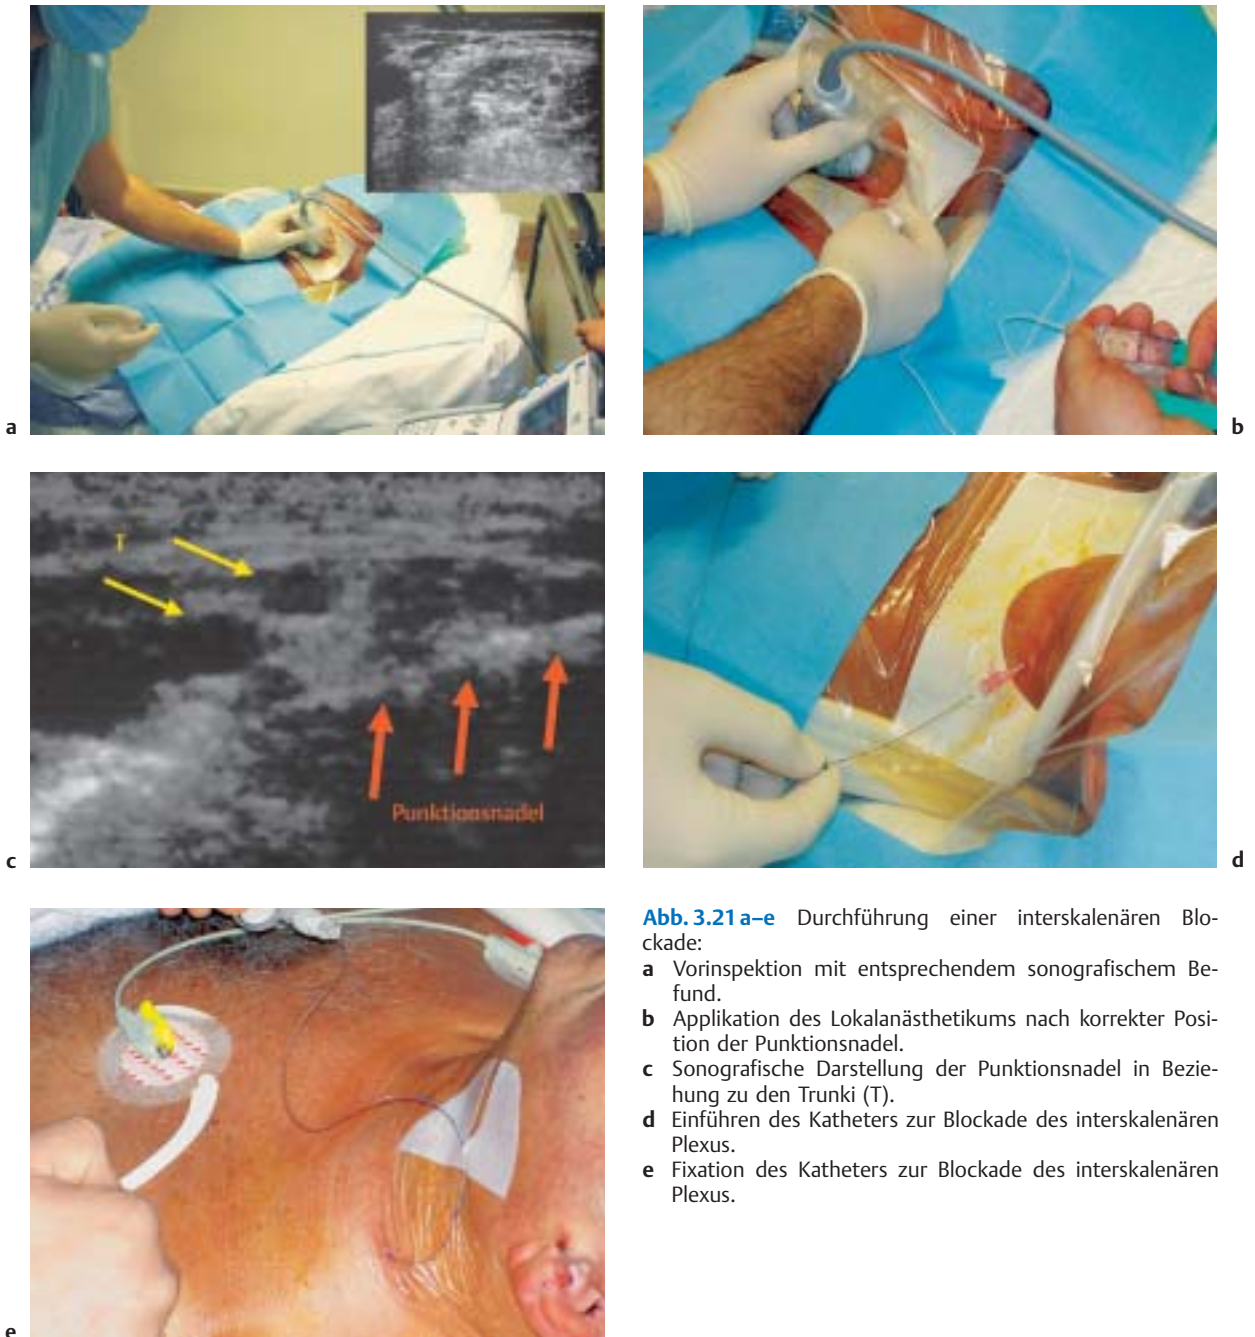 a
b
T
Punktionsnadel
c
d
e
Abb. 3.21 a–e Durchführung einer interskalenären Blo-
ckade:
a Vorinspektion mit entsprechendem sonografischem Be-
fund.
b Applikation des Lokalanästhetikums nach korrekter Posi-
tion der Punktionsnadel.
c Sonografische Darstellung der Punktionsnadel in Bezie-
hung zu den Trunki (T).
d Einführen des Katheters zur Blockade des interskalenären
Plexus.
e Fixation des Katheters zur Blockade des interskalenären
Plexus.